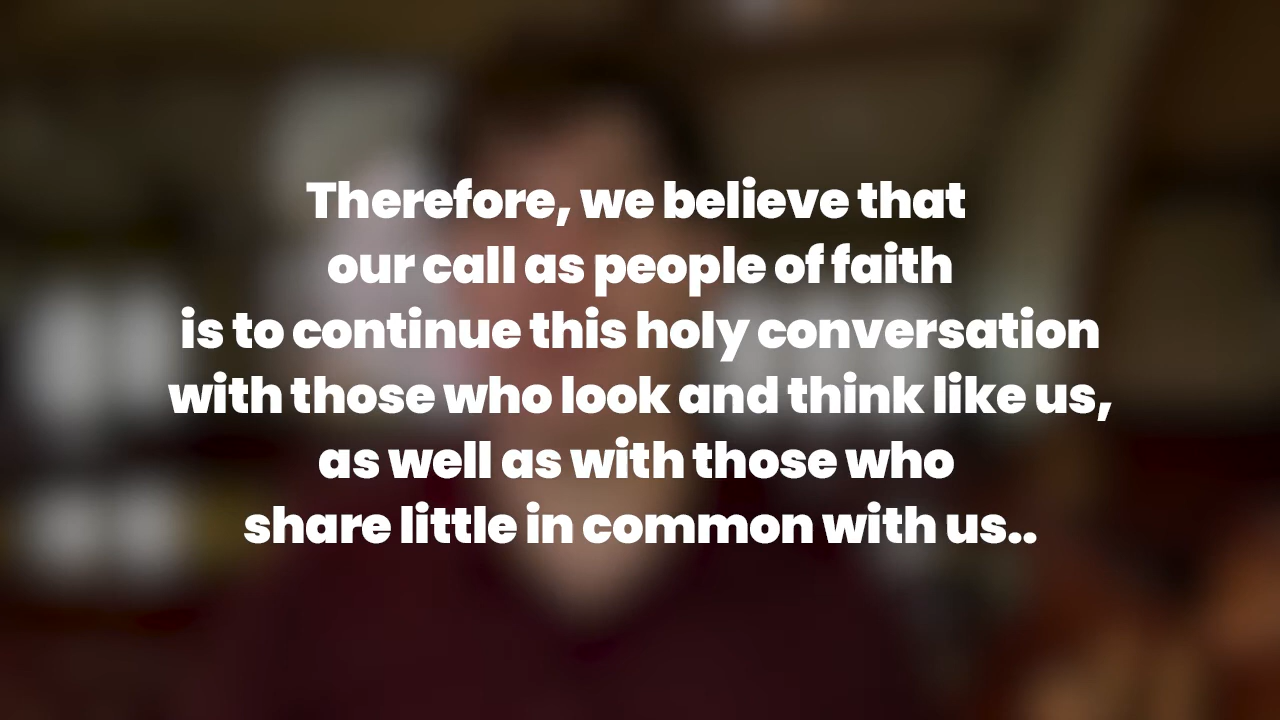 Therefore, we believe that
our call as people of faith
is to continue this holy conversation
with those who look and think like us,
as well as with those who
share little in common with us..